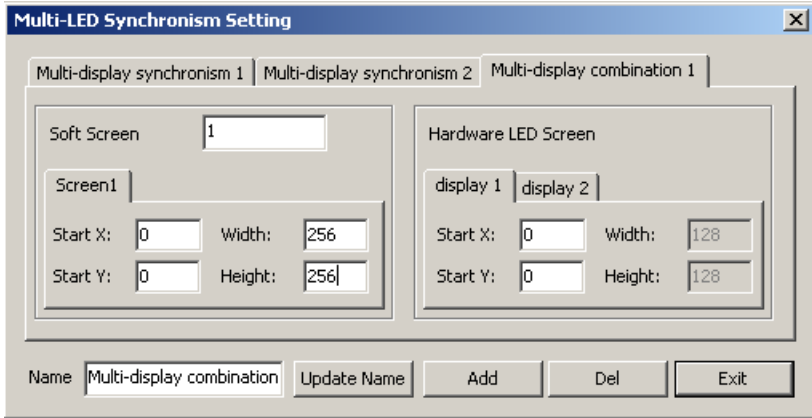 Multi-LED Synchronism Setting
Multi-display synchronism 1 Multi-display synchronism 2 Multi-display combination 1
Soft Screen 1
Hardware LED Screen
Screen1
display 1 display 2
Start X: 0 Width: 256
Start Y: 0 Height: 256
Start X: 0 Width: 128
Start Y: 0 Height: 128
Name Multi-display combination Update Name Add Del Exit